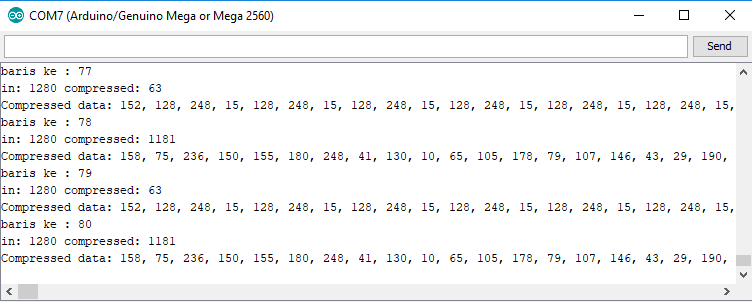 COM7 (Arduino/Genuino Mega or Mega 2560)
Send
baris ke : 77
in: 1280 compressed: 63
Compressed data: 152, 128, 248, 15, 128, 248, 15, 128, 248, 15, 128, 248, 15, 128, 248, 15, 128, 248, 15,
baris ke : 78
in: 1280 compressed: 1181
Compressed data: 158, 75, 236, 150, 155, 180, 248, 41, 130, 10, 65, 105, 178, 79, 107, 146, 43, 29, 190,
baris ke : 79
in: 1280 compressed: 63
Compressed data: 152, 128, 248, 15, 128, 248, 15, 128, 248, 15, 128, 248, 15, 128, 248, 15, 128, 248, 15,
baris ke : 80
in: 1280 compressed: 1181
Compressed data: 158, 75, 236, 150, 155, 180, 248, 41, 130, 10, 65, 105, 178, 79, 107, 146, 43, 29, 190,